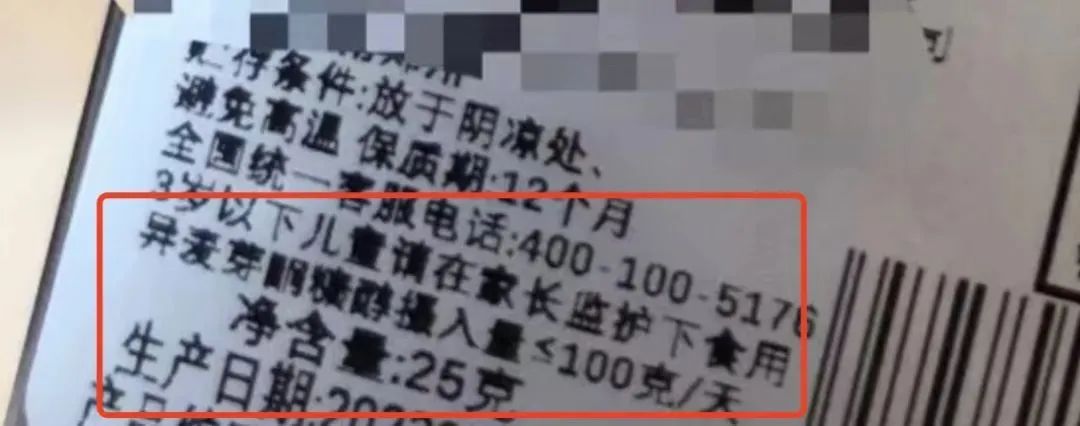 贮存条件:放于阴凉处、
避免高温 保质期:12个月
全国统一客服电话:400-100-5176
3岁以下儿童请在家长监护下食用
异麦芽酮糖醇摄入量≤100克/天
净含量:25克
生产日期:202